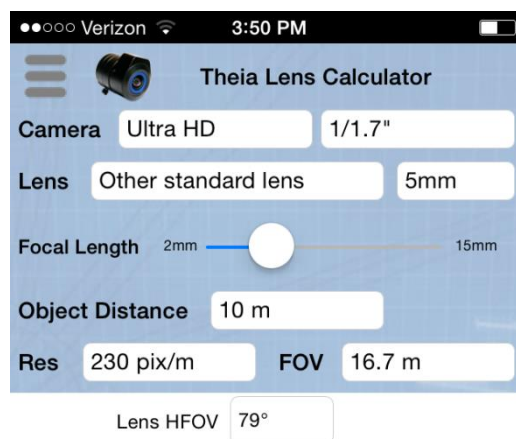 Verizon 3:50 PM
Theia Lens Calculator
Camera Ultra HD 1/1.7"
Lens Other standard lens 5mm
Focal Length 2mm 15mm
Object Distance 10 m
Res 230 pix/m FOV 16.7 m
Lens HFOV 79°